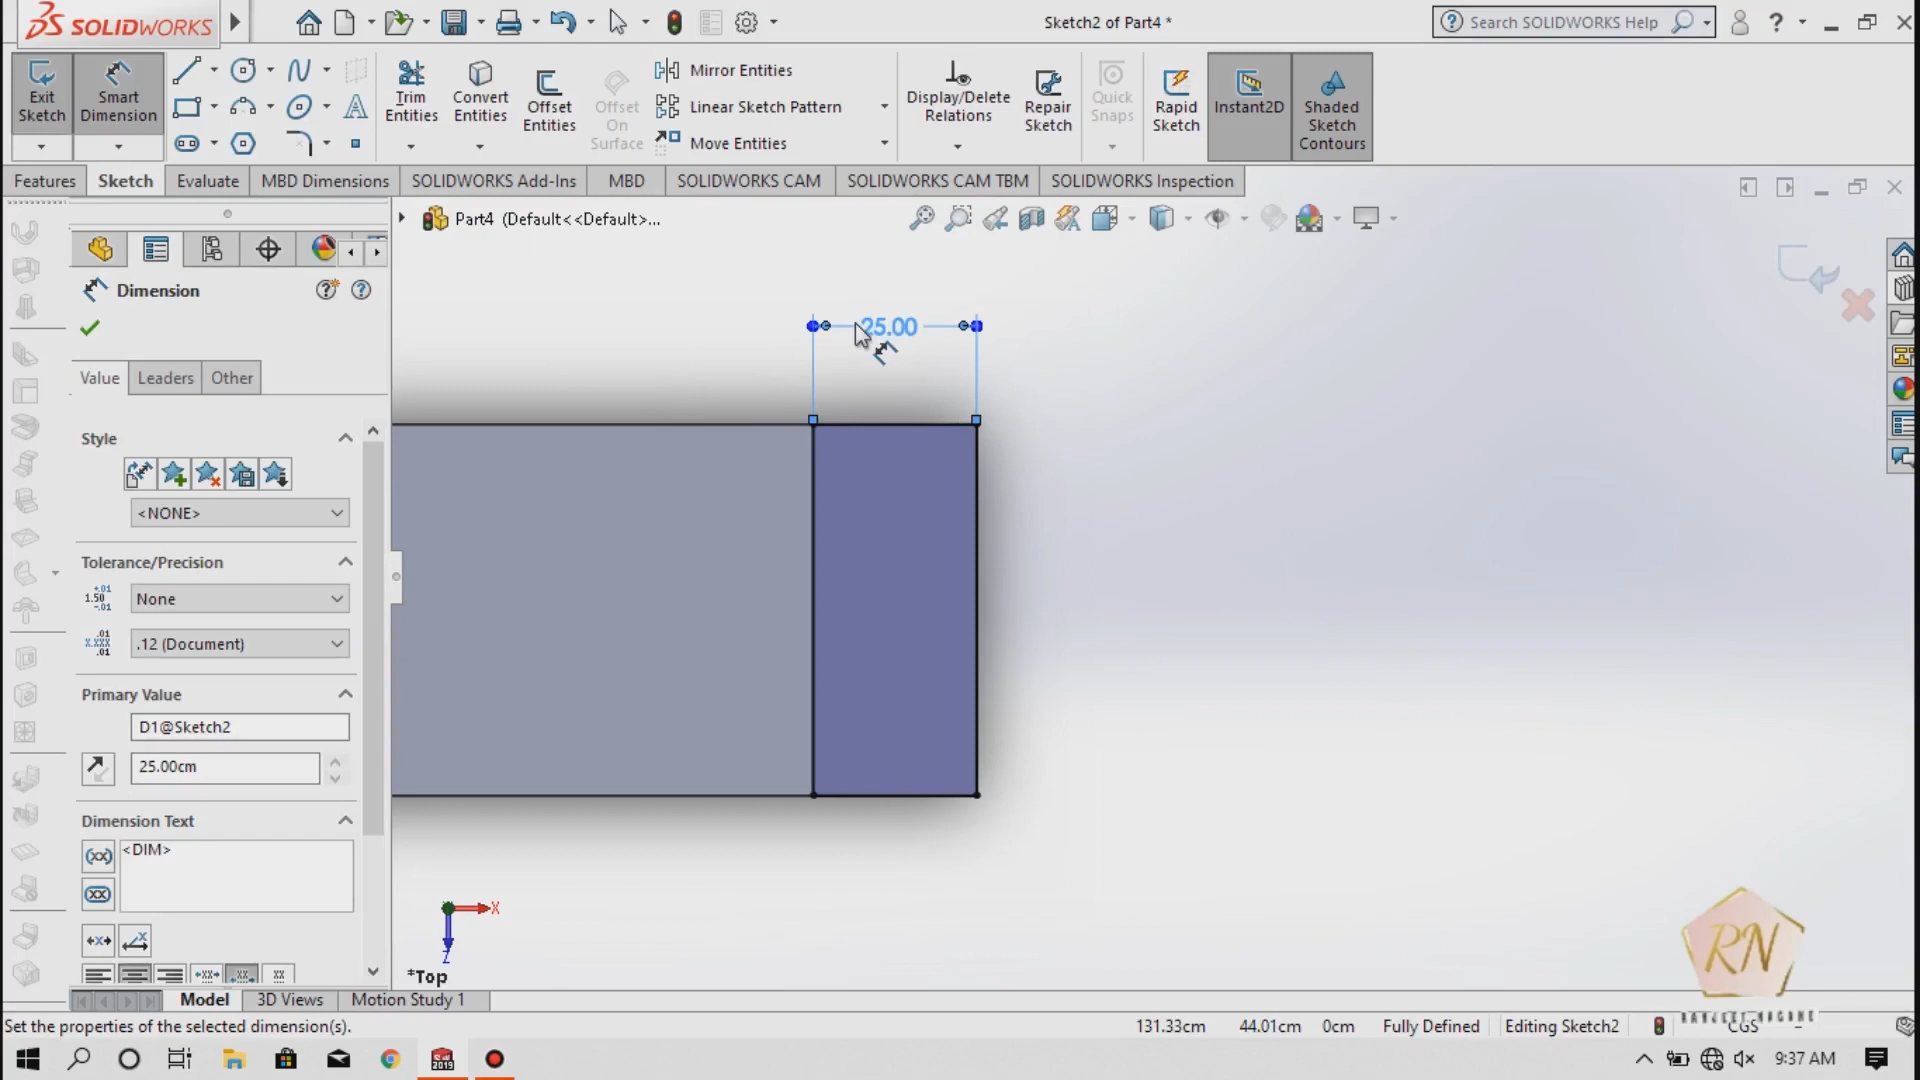 SOLIDWORKS
Sketch2 of Part4 *
Search SOLIDWORKS Help
?
Exit Sketch
Smart Dimension
Trim Entities
Convert Entities
Offset Entities
Offset On Surface
Mirror Entities
Linear Sketch Pattern
Move Entities
Display/Delete Relations
Repair Sketch
Quick Snaps
Rapid Sketch
Instant2D
Shaded Sketch Contours
Features
Sketch
Evaluate
MBD Dimensions
SOLIDWORKS Add-Ins
MBD
SOLIDWORKS CAM
SOLIDWORKS CAM TBM
SOLIDWORKS Inspection
Part4 (Default<<Default>...
Dimension
Value
Leaders
Other
25.00
Style
<NONE>
Tolerance/Precision
None
.12 (Document)
Primary Value
D1@Sketch2
25.00cm
Dimension Text
<DIM>
X
Z
*Top
RN
RANJEET NAGANE
Model
3D Views
Motion Study 1
Set the properties of the selected dimension(s).
131.33cm
44.01cm
0cm
Fully Defined
Editing Sketch2
CGS
9:37 AM